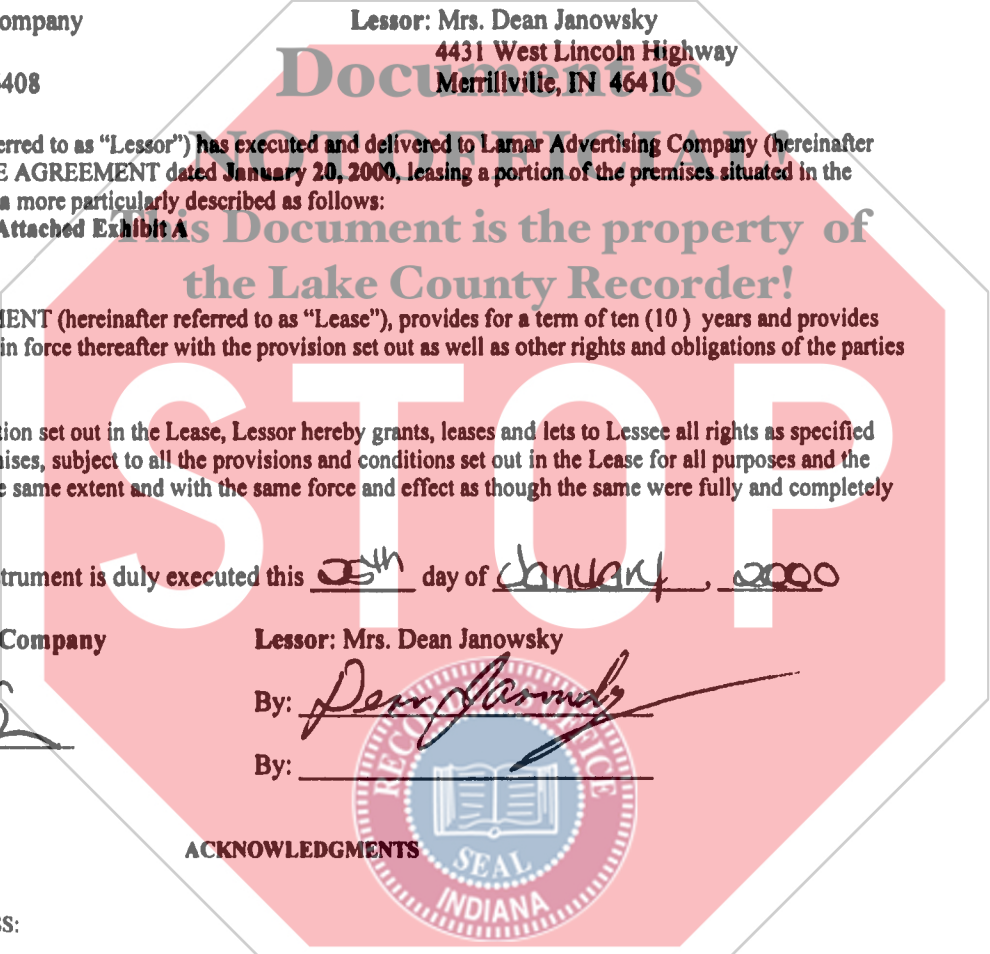 ompany Lessor: Mrs. Dean Janowsky
4431 West Lincoln Highway
408 Merrillville, IN 46410
Document is
NOT OFFICIAL!
erred to as “Lessor”) has executed and delivered to Lamar Advertising Company (hereinafter
E AGREEMENT dated January 20, 2000, leasing a portion of the premises situated in the
a more particularly described as follows:
Attached Exhibit A
This Document is the property of
the Lake County Recorder!
MENT (hereinafter referred to as “Lease”), provides for a term of ten (10 ) years and provides
in force thereafter with the provision set out as well as other rights and obligations of the parties
STOP
tion set out in the Lease, Lessor hereby grants, leases and lets to Lessee all rights as specified
nises, subject to all the provisions and conditions set out in the Lease for all purposes and the
e same extent and with the same force and effect as though the same were fully and completely
trument is duly executed this day of January, 2000
Company Lessor: Mrs. Dean Janowsky
By: Dean Janowsky
By:
RECORDER'S OFFICE
SEAL
INDIANA
ACKNOWLEDGMENTS
SS: